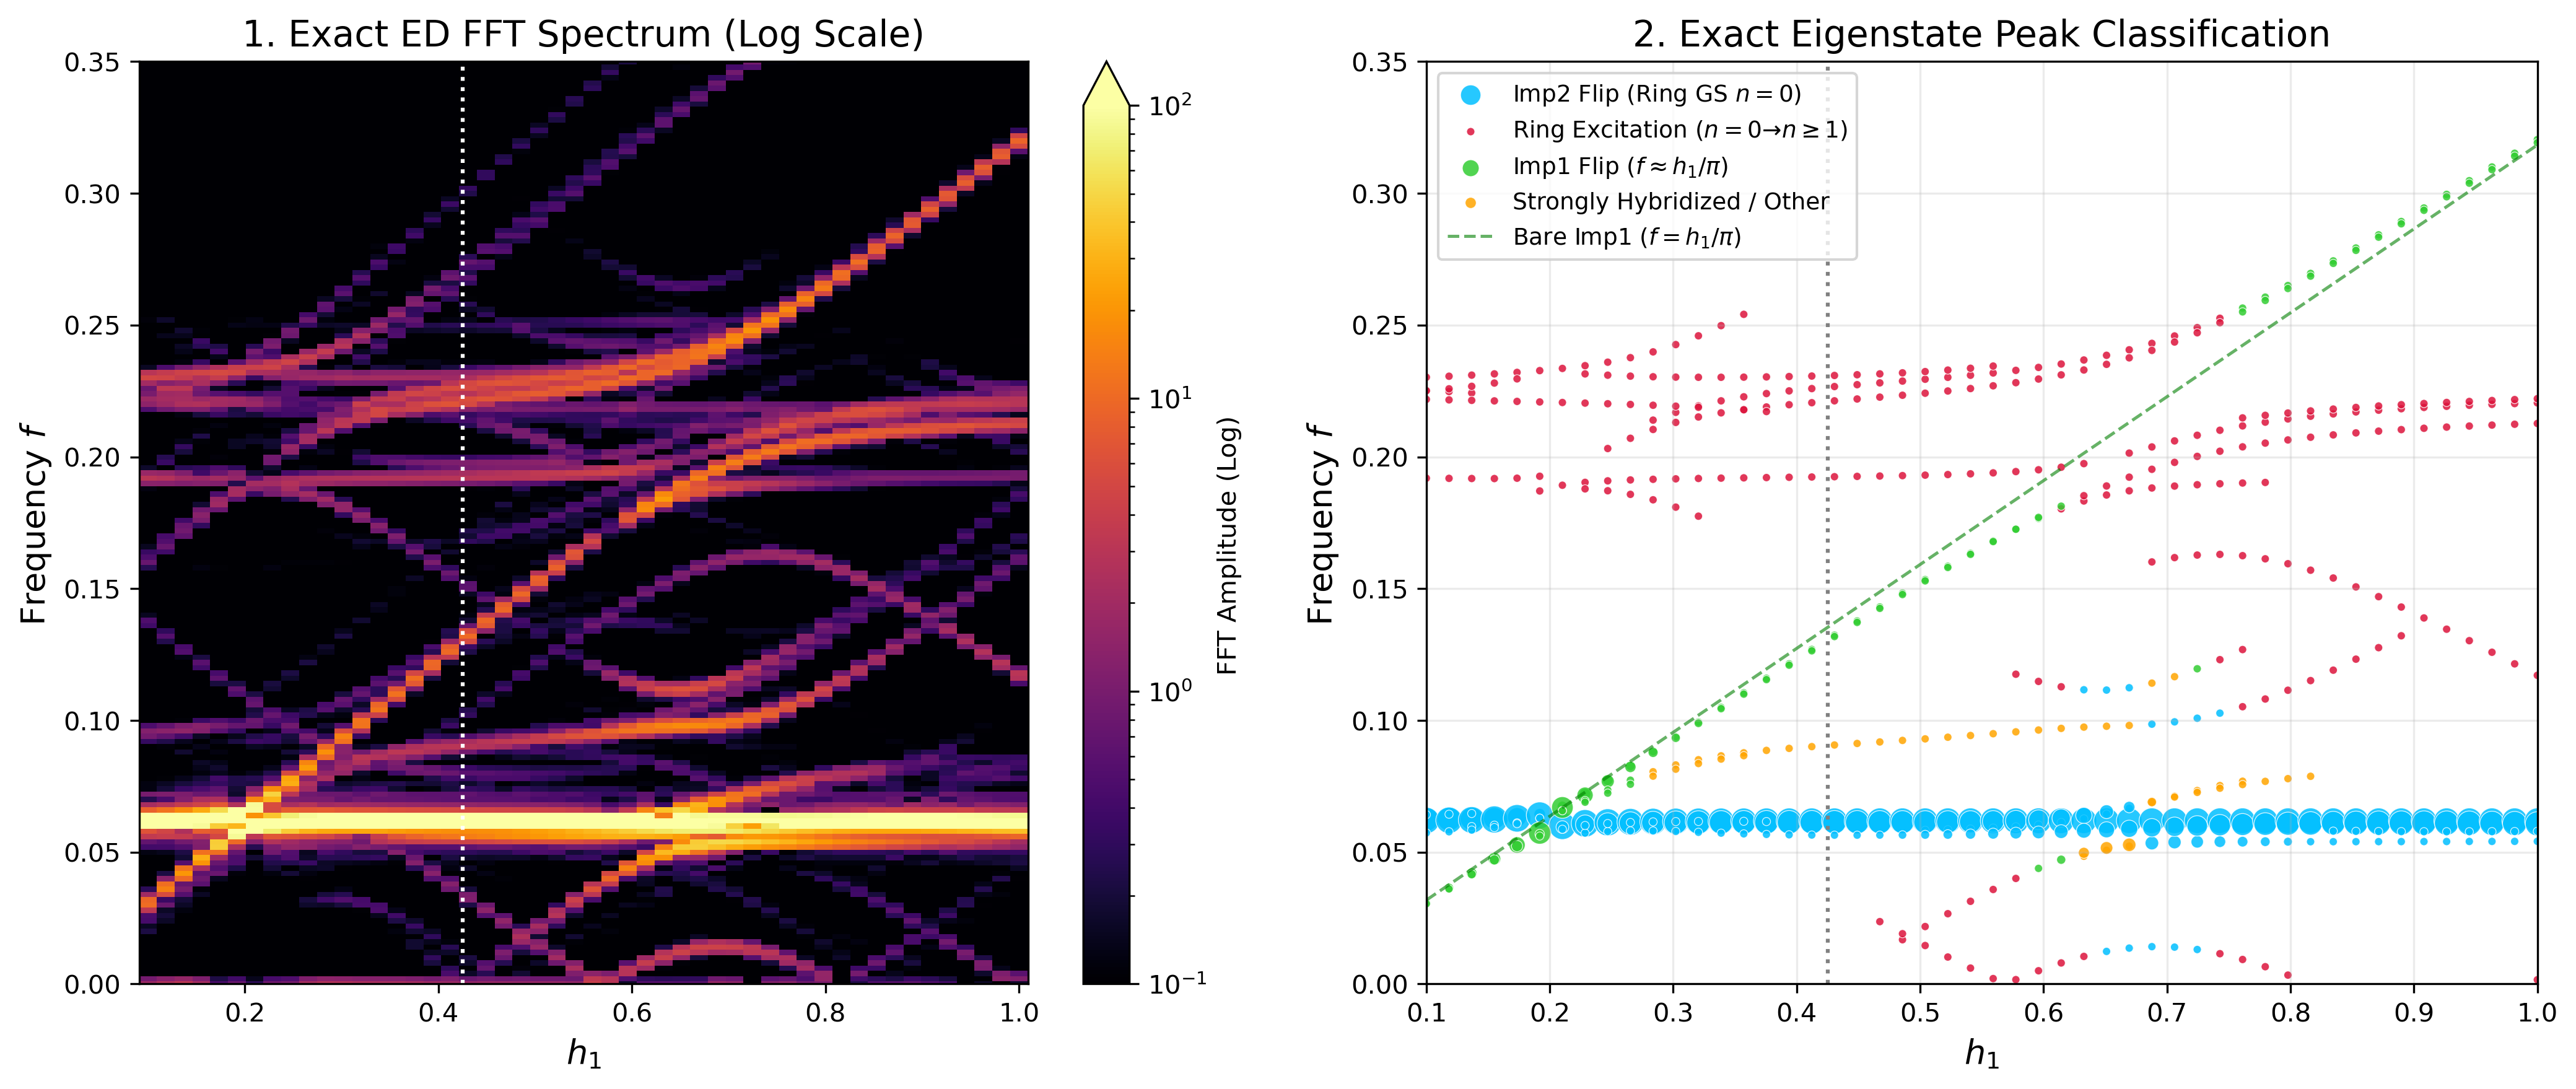 1. Exact ED FFT Spectrum (Log Scale)
Frequency f
0.35
0.30
0.25
0.20
0.15
0.10
0.05
0.00
0.2
0.4
0.6
0.8
1.0
h₁
10²
10¹
10⁰
10⁻¹
FFT Amplitude (Log)
2. Exact Eigenstate Peak Classification
Imp2 Flip (Ring GS n = 0)
Ring Excitation (n = 0→n ≥ 1)
Imp1 Flip (f ≈ h₁/π)
Strongly Hybridized / Other
Bare Imp1 (f = h₁/π)
Frequency f
0.35
0.30
0.25
0.20
0.15
0.10
0.05
0.00
0.1
0.2
0.3
0.4
0.5
0.6
0.7
0.8
0.9
1.0
h₁